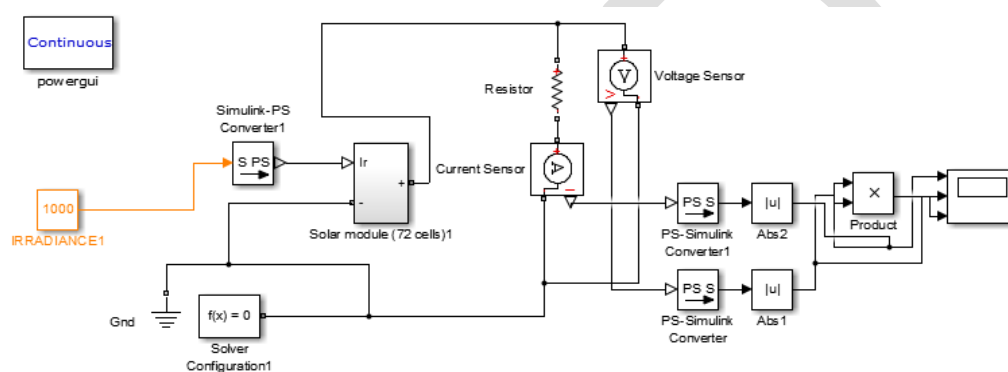 Continuous
powergui
Simulink-PS
Converter1
S PS
1000
IRRADIANCE1
Ir
+
-
Solar module (72 cells)1
Gnd
f(x) = 0
Solver
Configuration1
Resistor
+
Current Sensor
+
A
I
V
+
V
-
Voltage Sensor
PS S
PS-Simulink
Converter1
|u|
Abs2
PS S
PS-Simulink
Converter
|u|
Abs1
×
Product